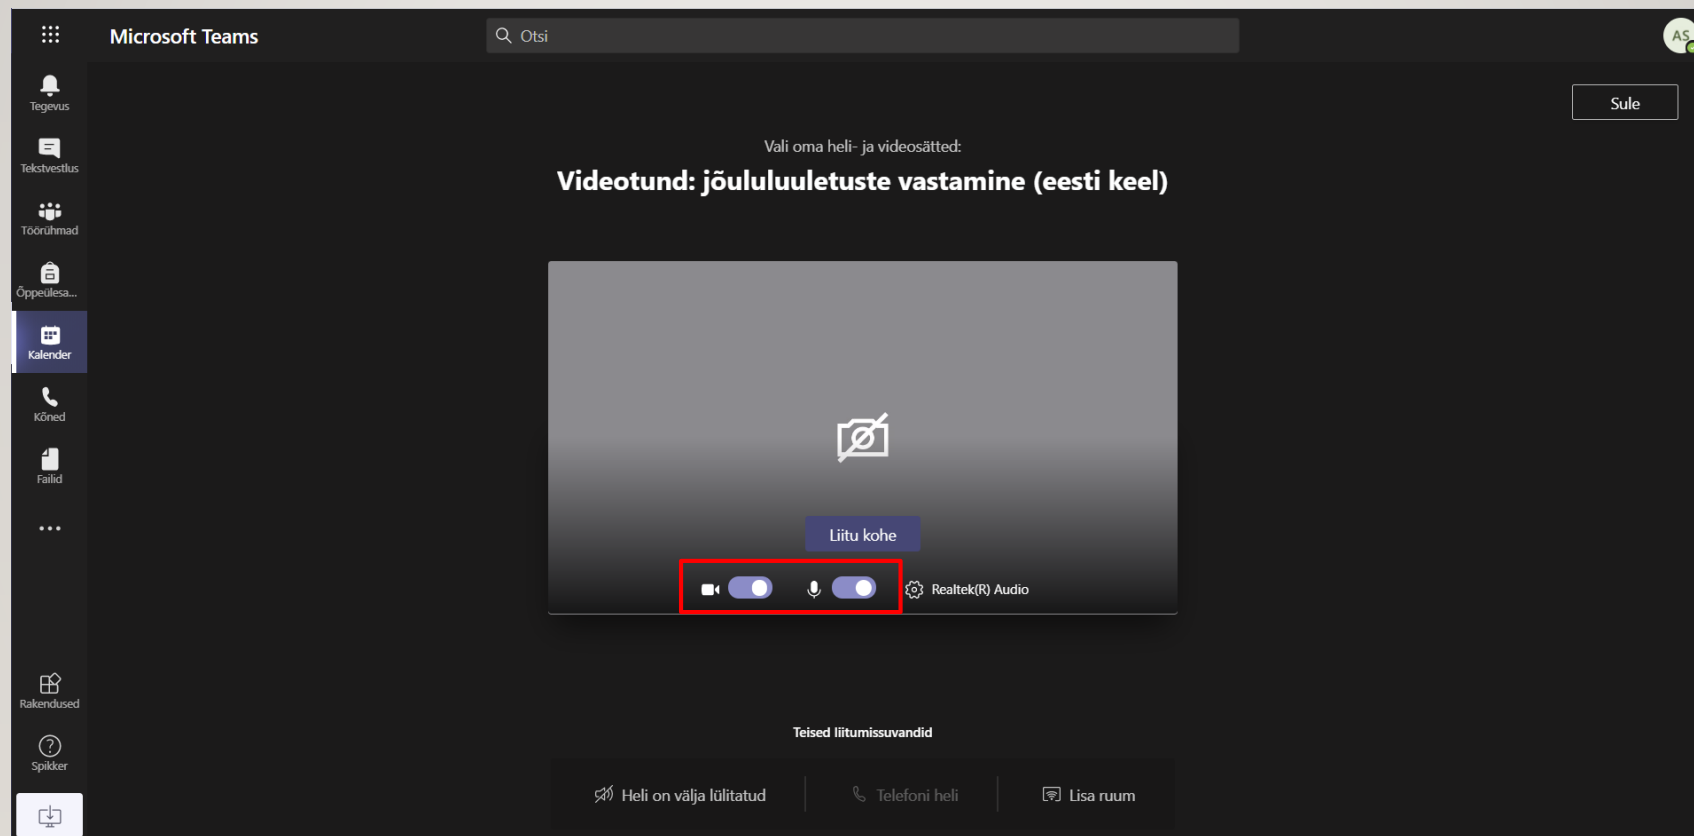 Microsoft Teams
Otsi
AS
Tegevus
Tekstvestlus
Töörühmad
Õppeülesa...
Kalender
Kõned
Failid
Rakendused
Spikker
Sule
Vali oma heli- ja videosätted:
Videotund: jõululuuletuste vastamine (eesti keel)
Liitu kohe
Realtek(R) Audio
Teised liitumissuvandid
Heli on välja lülitatud
Telefoni heli
Lisa ruum